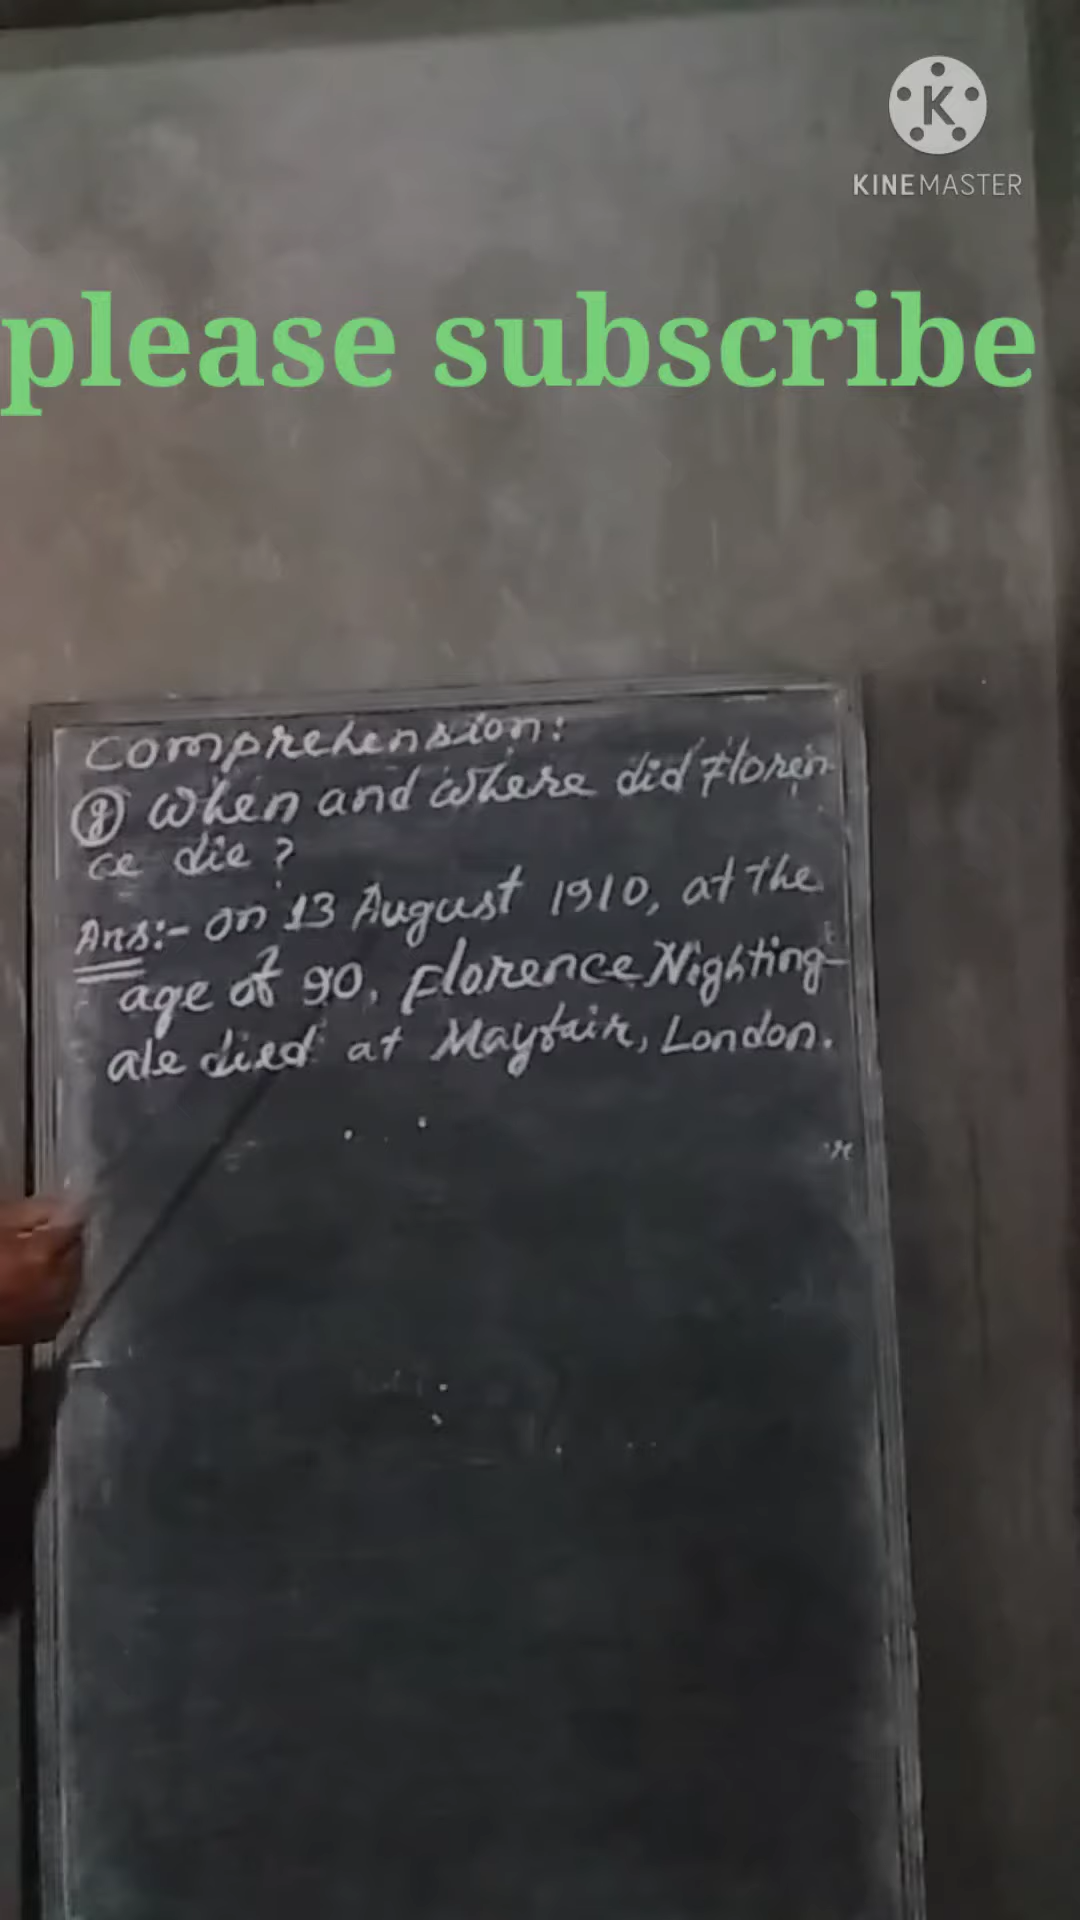 KINEMASTER
please subscribe
Comprehension:
When and where did Floren-
ce die ?
Ans:- on 13 August 1910, at the
age of 90, Florence Nighting-
ale died at Mayfair, London.